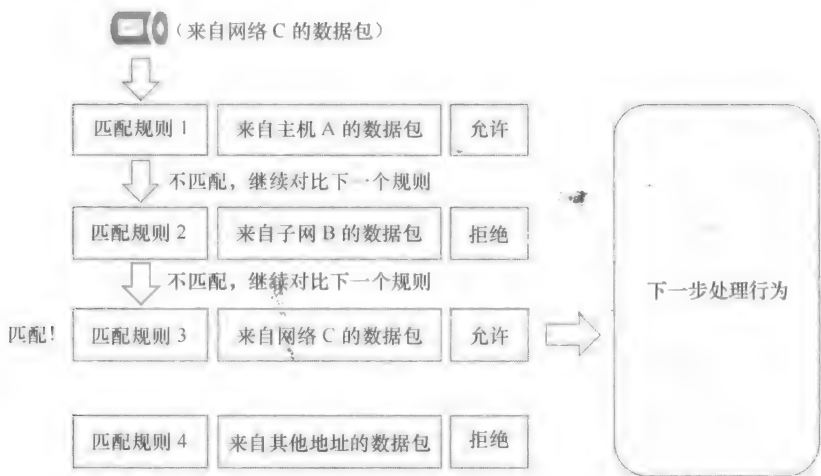 （来自网络 C 的数据包）
匹配规则 1 来自主机 A 的数据包 允许
不匹配，继续对比下一个规则
匹配规则 2 来自子网 B 的数据包 拒绝
不匹配，继续对比下一个规则
下一步处理行为
匹配！ 匹配规则 3 来自网络 C 的数据包 允许
匹配规则 4 来自其他地址的数据包 拒绝